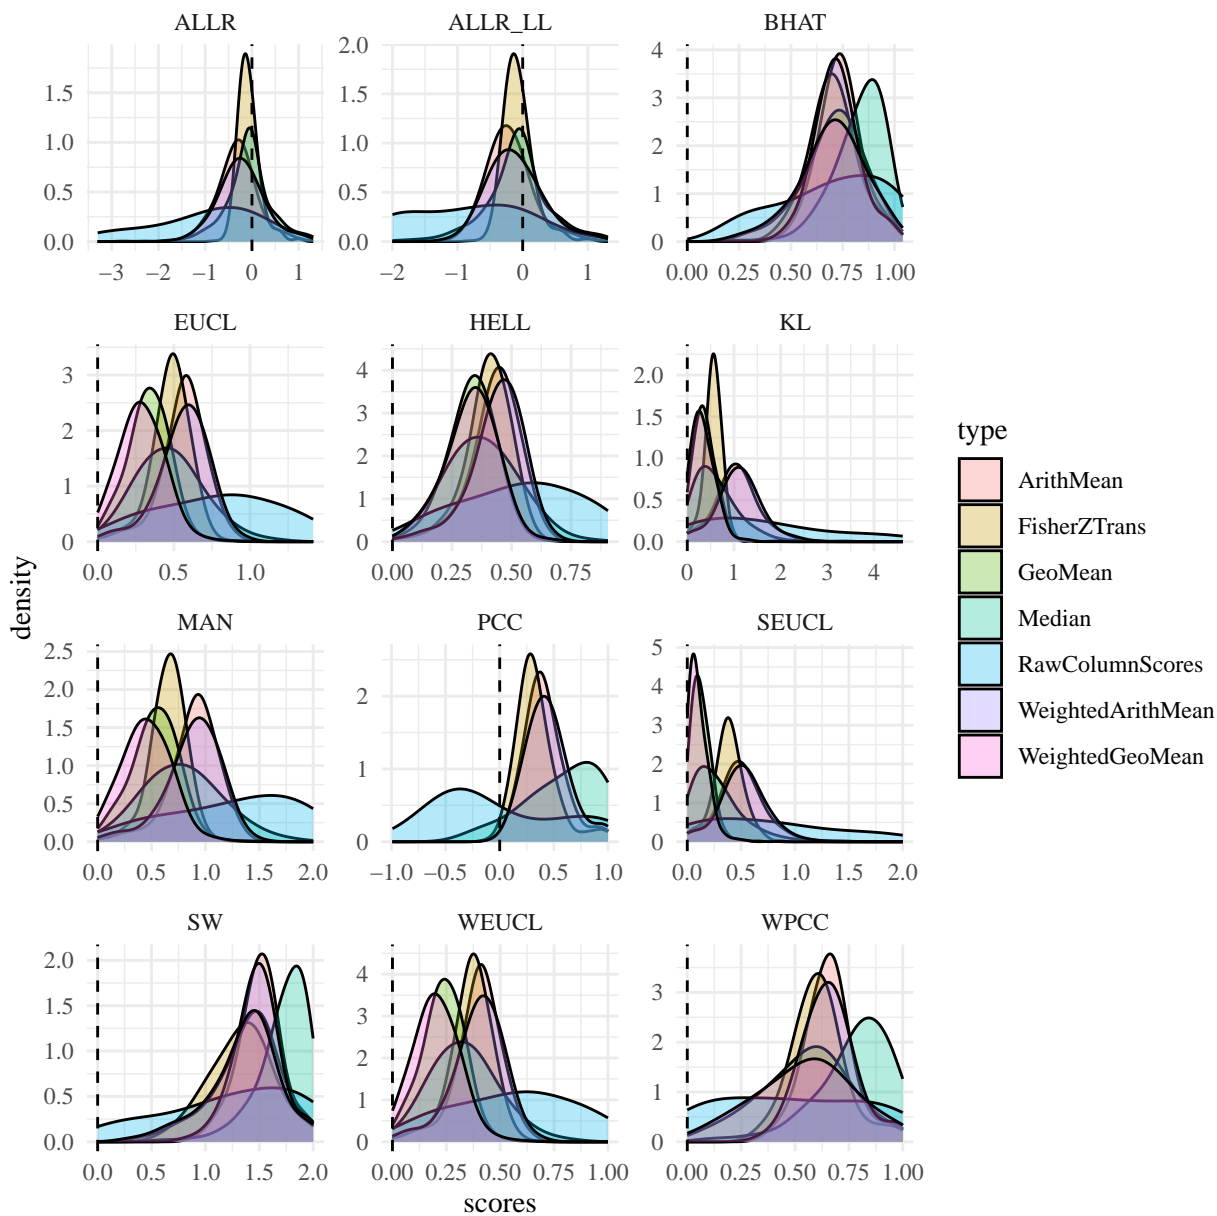 ALLR ALLR_LL BHAT
0.0 0.5 1.0 1.5
−3 −2 −1 0 1
0.0 0.5 1.0 1.5 2.0
−2 −1 0 1
0 1 2 3 4
0.00 0.25 0.50 0.75 1.00
EUCL HELL KL
0 1 2 3
0.0 0.5 1.0
0 1 2 3 4
0.00 0.25 0.50 0.75
0.0 0.5 1.0 1.5 2.0
0 1 2 3 4
MAN PCC SEUCL
0.0 0.5 1.0 1.5 2.0 2.5
0.0 0.5 1.0 1.5 2.0
0 1 2
−1.0 −0.5 0.0 0.5 1.0
0 1 2 3 4 5
0.0 0.5 1.0 1.5 2.0
SW WEUCL WPCC
0.0 0.5 1.0 1.5 2.0
0.0 0.5 1.0 1.5 2.0
0 1 2 3 4
0.00 0.25 0.50 0.75 1.00
0 1 2 3
0.00 0.25 0.50 0.75 1.00
density
scores
type
ArithMean
FisherZTrans
GeoMean
Median
RawColumnScores
WeightedArithMean
WeightedGeoMean